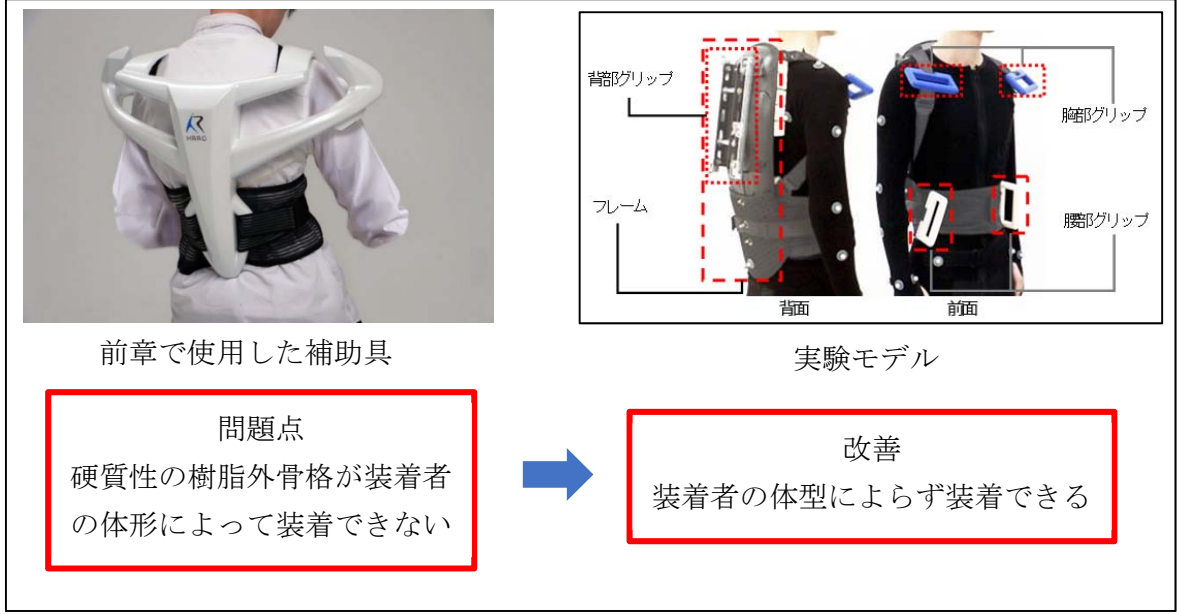 背部グリップ
フレーム
胸部グリップ
腰部グリップ
背面
前面
HRRC
前章で使用した補助具
実験モデル
問題点
硬質性の樹脂外骨格が装着者
の体形によって装着できない
改善
装着者の体型によらず装着できる